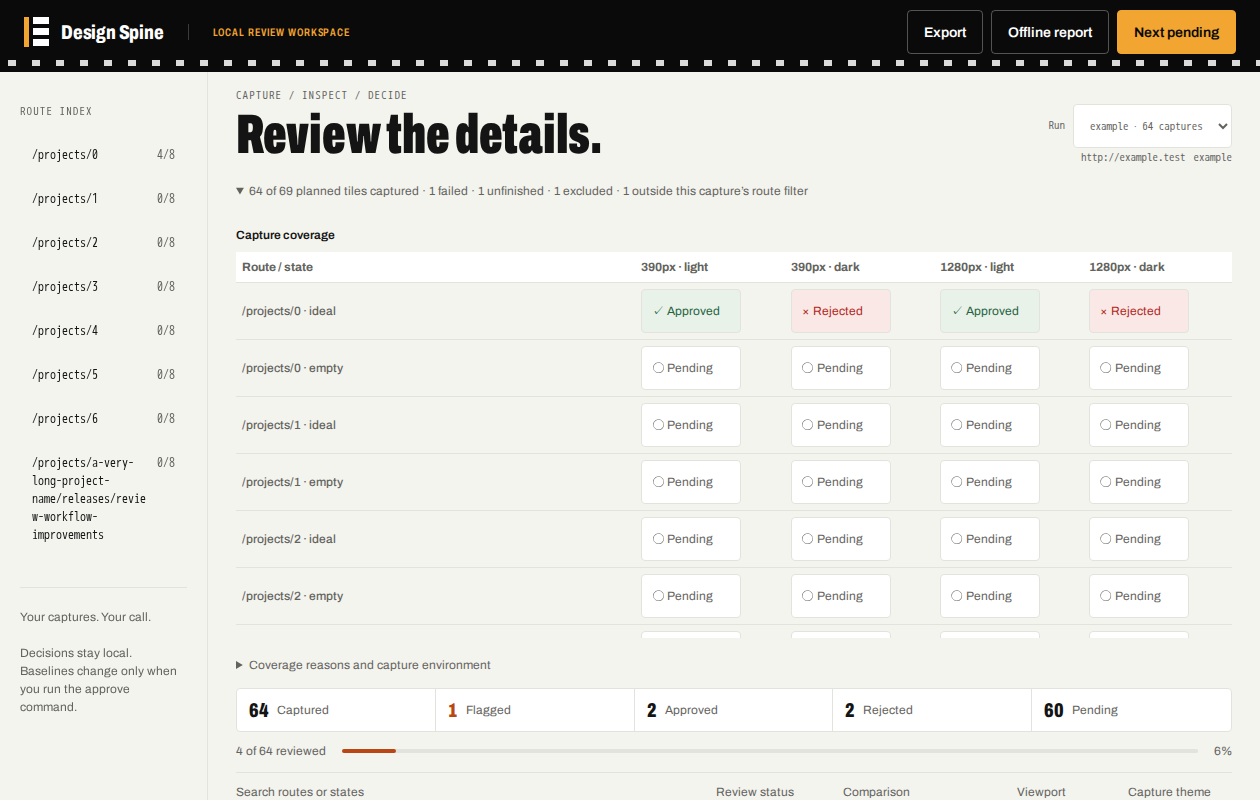 Design Spine
LOCAL REVIEW WORKSPACE
Export
Offline report
Next pending
ROUTE INDEX
/projects/0 4/8
/projects/1 0/8
/projects/2 0/8
/projects/3 0/8
/projects/4 0/8
/projects/5 0/8
/projects/6 0/8
/projects/a-very- 0/8
long-project-
name/releases/revie
w-workflow-
improvements
Your captures. Your call.
Decisions stay local.
Baselines change only when
you run the approve
command.
CAPTURE / INSPECT / DECIDE
Review the details.
Run example · 64 captures
http://example.test example
▼ 64 of 69 planned tiles captured · 1 failed · 1 unfinished · 1 excluded · 1 outside this capture's route filter
Capture coverage
Route / state 390px · light 390px · dark 1280px · light 1280px · dark
/projects/0 · ideal ✓ Approved × Rejected ✓ Approved × Rejected
/projects/0 · empty ○ Pending ○ Pending ○ Pending ○ Pending
/projects/1 · ideal ○ Pending ○ Pending ○ Pending ○ Pending
/projects/1 · empty ○ Pending ○ Pending ○ Pending ○ Pending
/projects/2 · ideal ○ Pending ○ Pending ○ Pending ○ Pending
/projects/2 · empty ○ Pending ○ Pending ○ Pending ○ Pending
▶ Coverage reasons and capture environment
64 Captured 1 Flagged 2 Approved 2 Rejected 60 Pending
4 of 64 reviewed 6%
Search routes or states Review status Comparison Viewport Capture theme